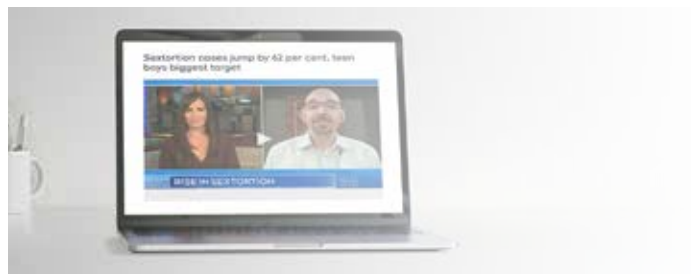 Sextortion cases jump by 62 per cent, teen
boys biggest target
RISE IN SEXTORTION